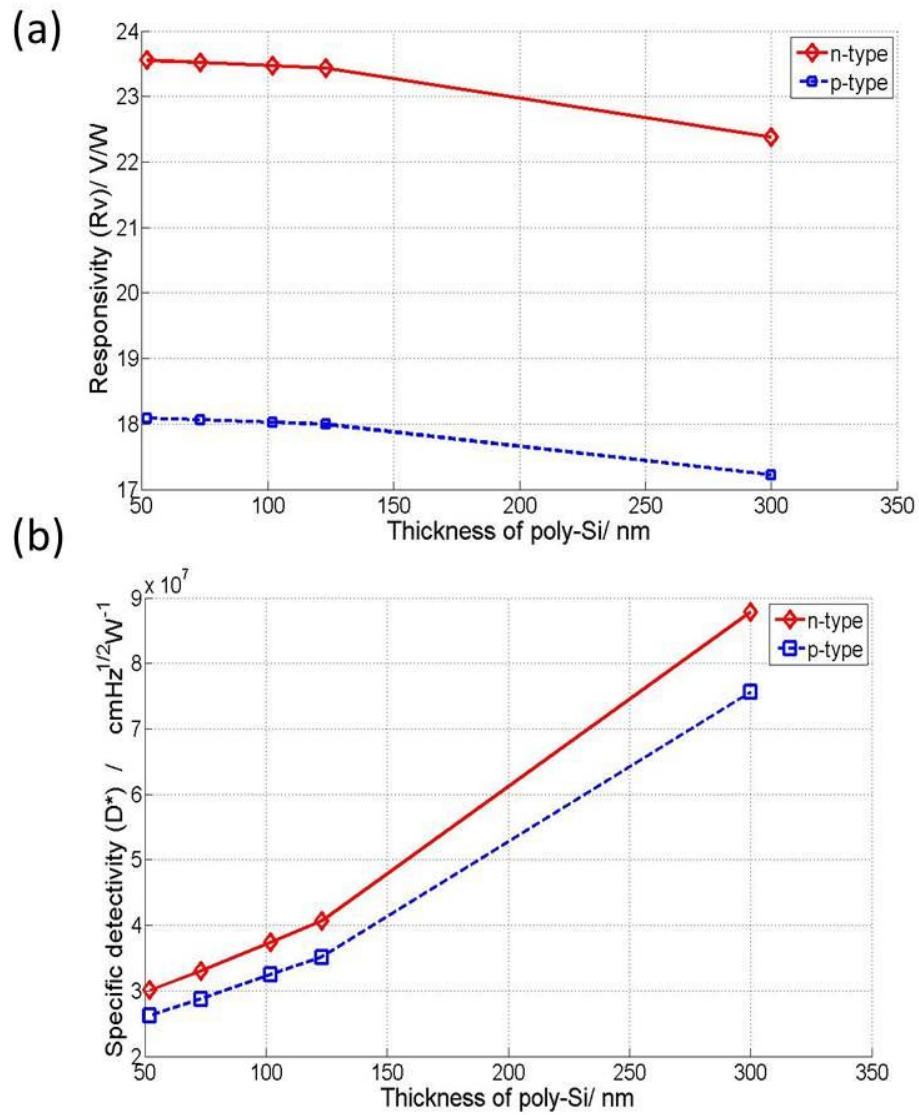 (a)
24
23
22
21
20
19
18
17
Responsivity (Rv)/ V/W
n-type
p-type
50 100 150 200 250 300 350
Thickness of poly-Si/ nm
(b)
x 10^7
9
8
7
6
5
4
3
2
Specific detectivity (D*) / cmHz^1/2W^-1
n-type
p-type
50 100 150 200 250 300 350
Thickness of poly-Si/ nm